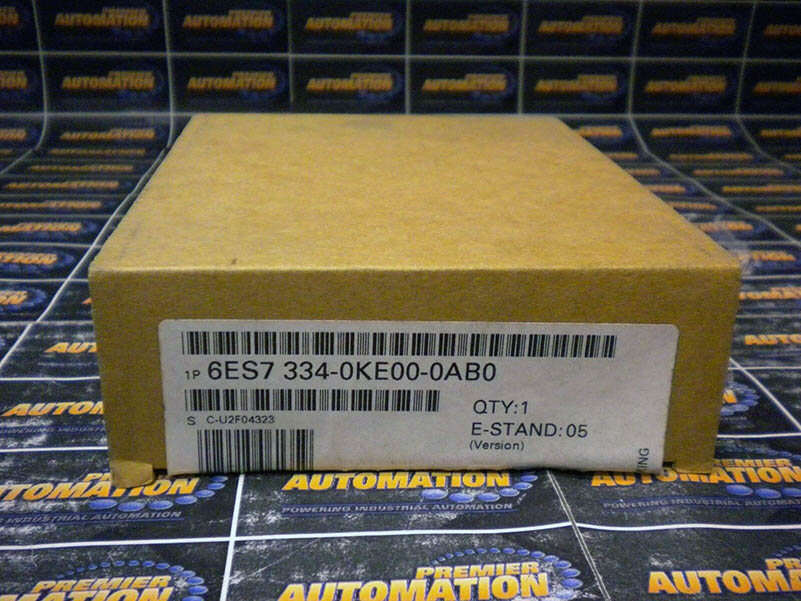 1P 6ES7 334-0KE00-0AB0
S C-U2F04323
QTY:1
E-STAND:05
(Version)
PREMIER
AUTOMATION
POWERING INDUSTRIAL AUTOMATION